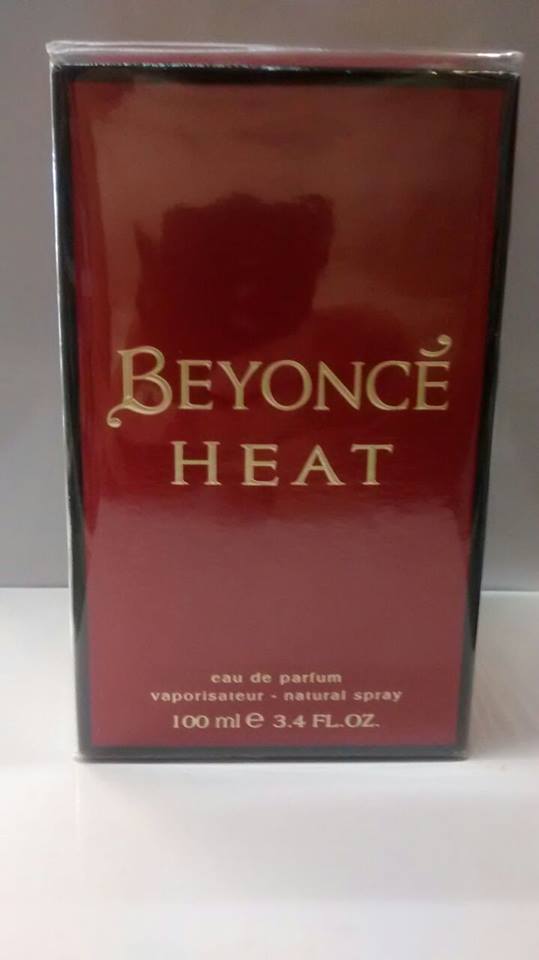 BEYONCÉ
HEAT
eau de parfum
vaporisateur - natural spray
100 ml e 3.4 FL.OZ.